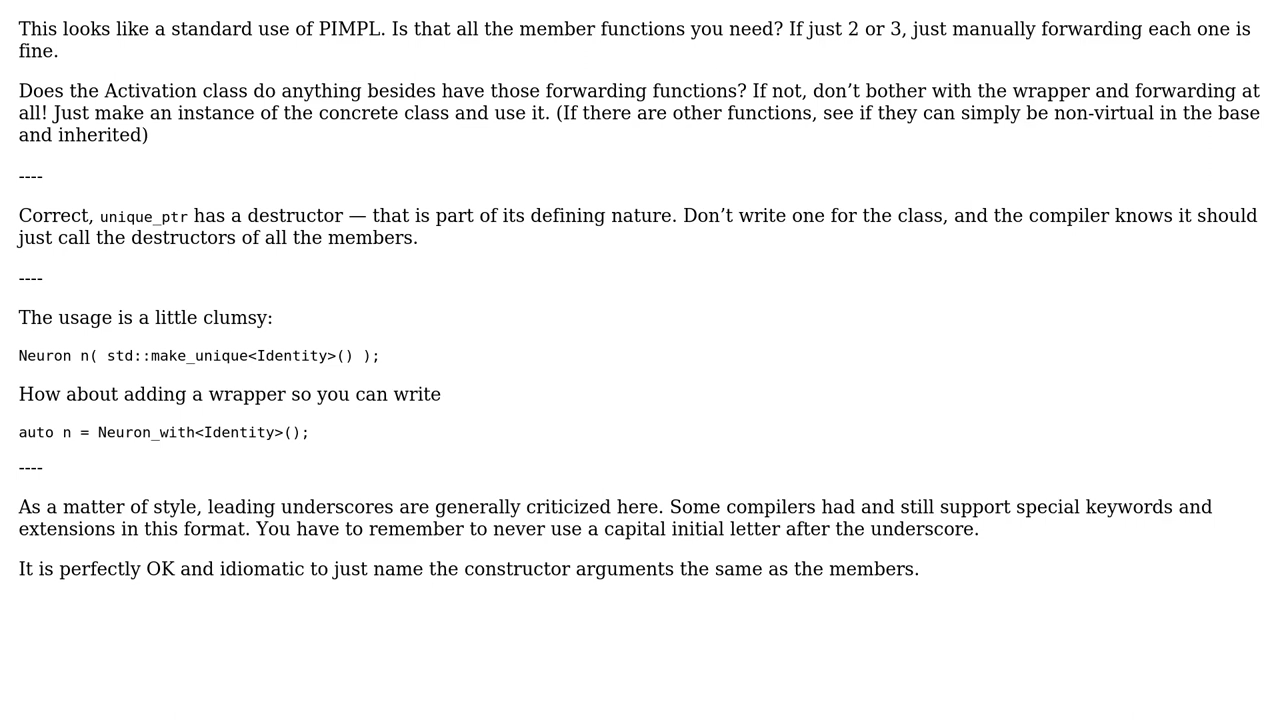 This looks like a standard use of PIMPL. Is that all the member functions you need? If just 2 or 3, just manually forwarding each one is
fine.
Does the Activation class do anything besides have those forwarding functions? If not, don’t bother with the wrapper and forwarding at
all! Just make an instance of the concrete class and use it. (If there are other functions, see if they can simply be non-virtual in the base
and inherited)
----
Correct, unique_ptr has a destructor — that is part of its defining nature. Don’t write one for the class, and the compiler knows it should
just call the destructors of all the members.
----
The usage is a little clumsy:
Neuron n( std::make_unique<Identity>() );
How about adding a wrapper so you can write
auto n = Neuron_with<Identity>();
----
As a matter of style, leading underscores are generally criticized here. Some compilers had and still support special keywords and
extensions in this format. You have to remember to never use a capital initial letter after the underscore.
It is perfectly OK and idiomatic to just name the constructor arguments the same as the members.